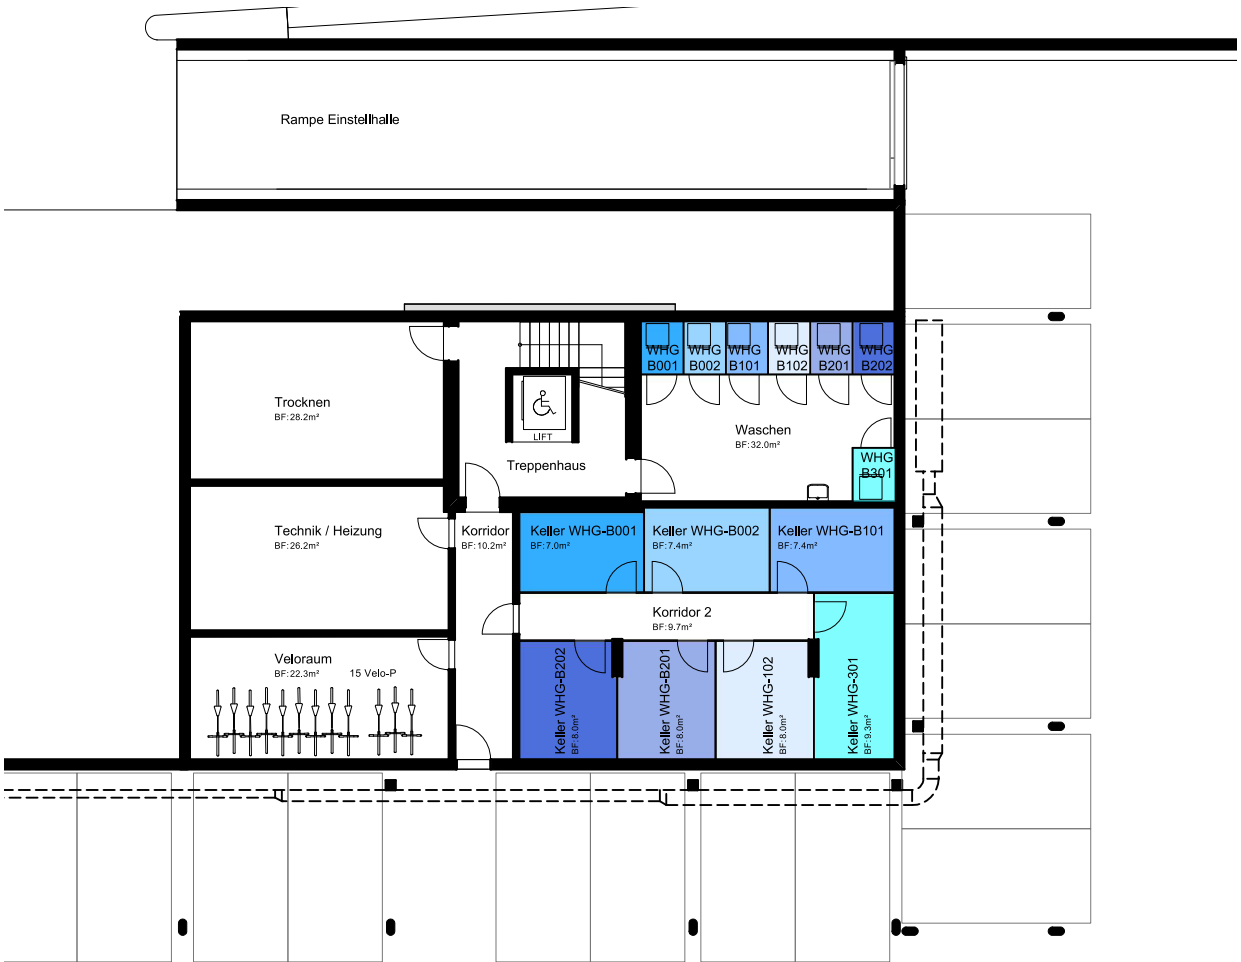 Rampe Einstellhalle
WHG
B001
WHG
B002
WHG
B101
WHG
B102
WHG
B201
WHG
B202
Trocknen
BF:28.2m²
LIFT
Waschen
BF:32.0m²
Treppenhaus
WHG
B301
Technik / Heizung
BF:26.2m²
Korridor
BF:10.2m²
Keller WHG-B001
BF:7.0m²
Keller WHG-B002
BF:7.4m²
Keller WHG-B101
BF:7.4m²
Korridor 2
BF:9.7m²
Veloraum
BF:22.3m²
15 Velo-P
Keller WHG-B202
BF:8.0m²
Keller WHG-B201
BF:8.0m²
Keller WHG-102
BF:8.0m²
Keller WHG-301
BF:9.3m²